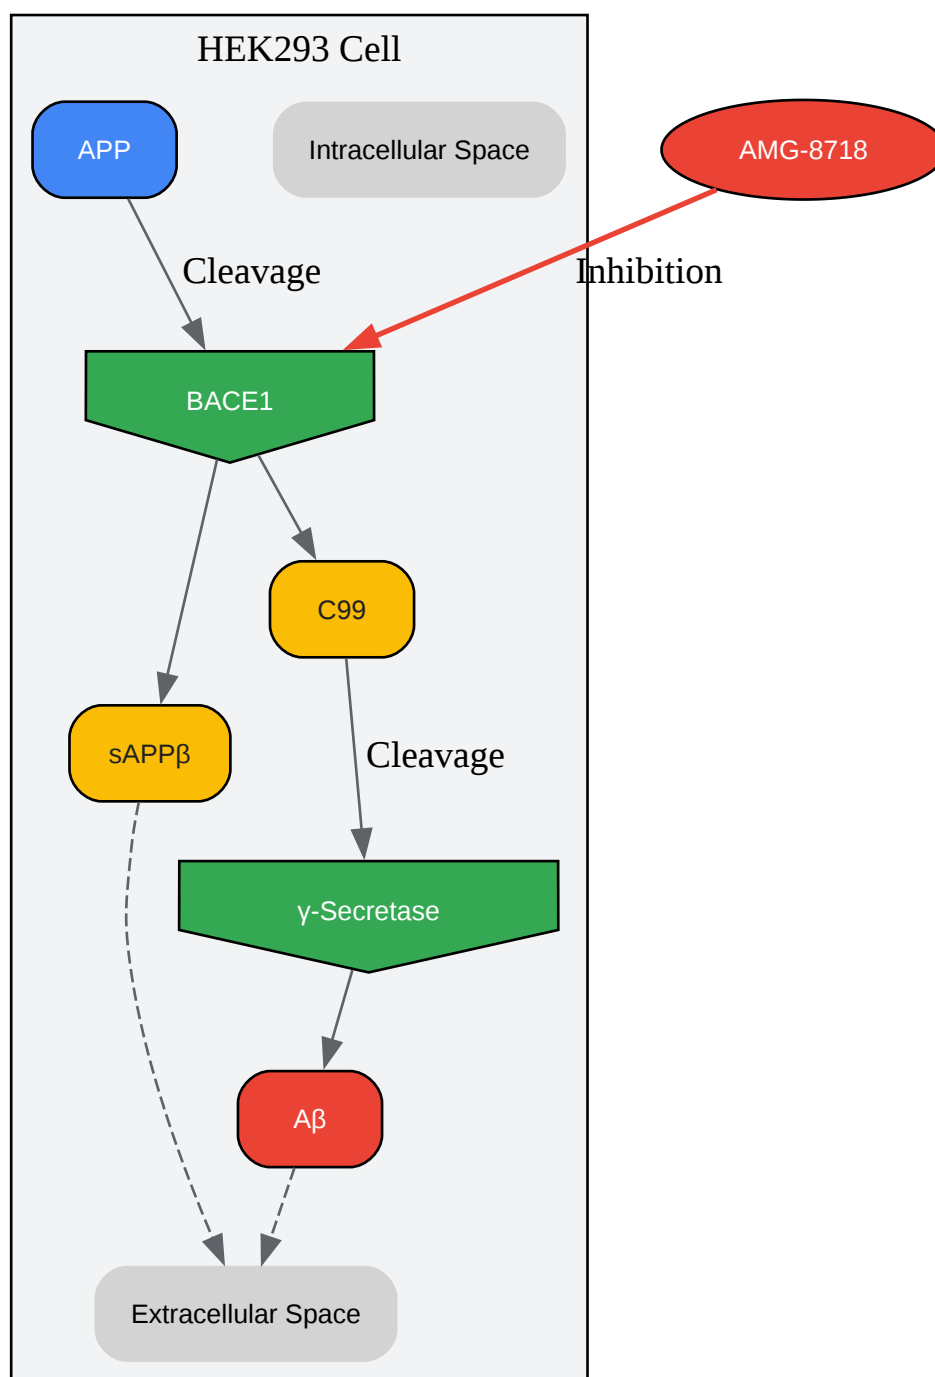 HEK293 Cell
APP
Intracellular Space
AMG-8718
Cleavage
Inhibition
BACE1
C99
sAPPβ
Cleavage
γ-Secretase
Aβ
Extracellular Space